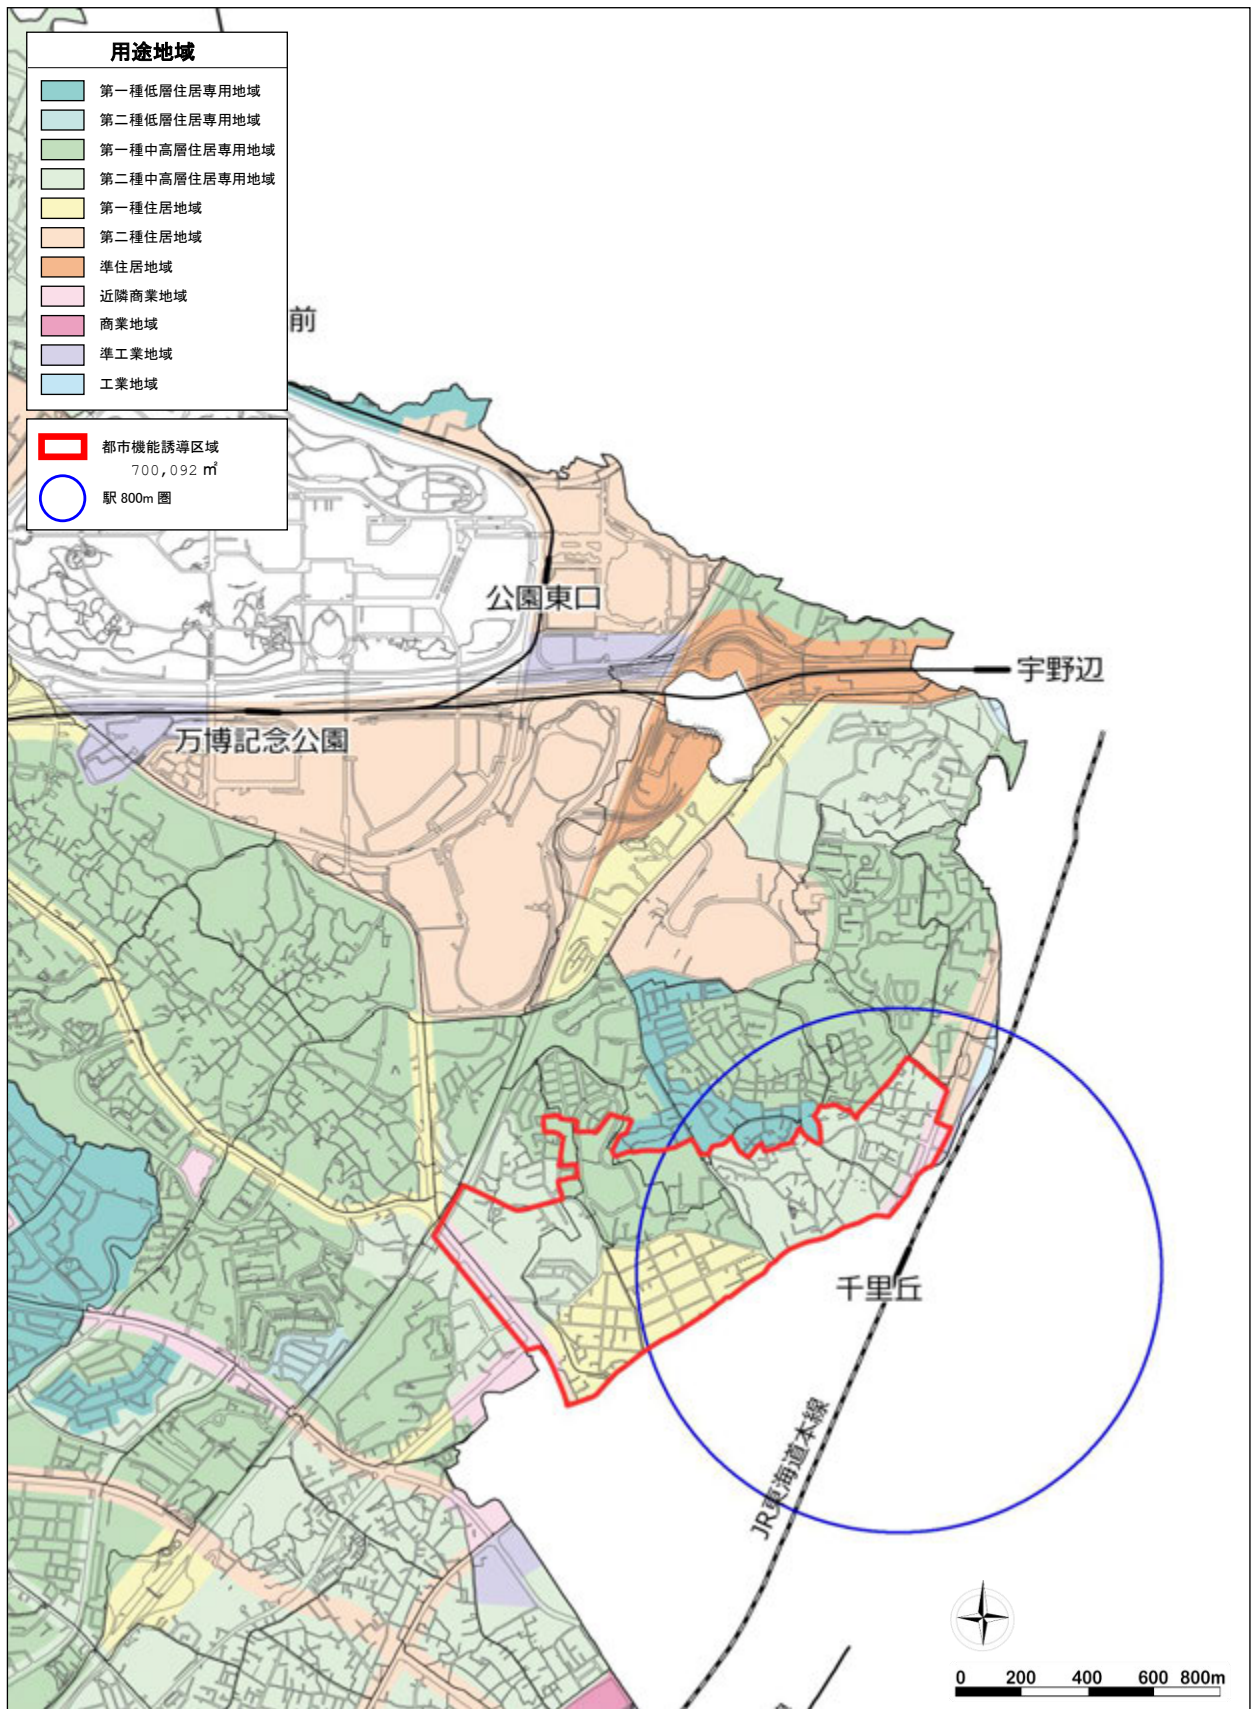 用途地域
第一種低層住居専用地域
第二種低層住居専用地域
第一種中高層住居専用地域
第二種中高層住居専用地域
第一種住居地域
第二種住居地域
準住居地域
近隣商業地域
商業地域
準工業地域
工業地域
都市機能誘導区域
700,092 ㎡
駅 800m 圏
前
公園東口
宇野辺
万博記念公園
千里丘
JR東海道本線
0 200 400 600 800m